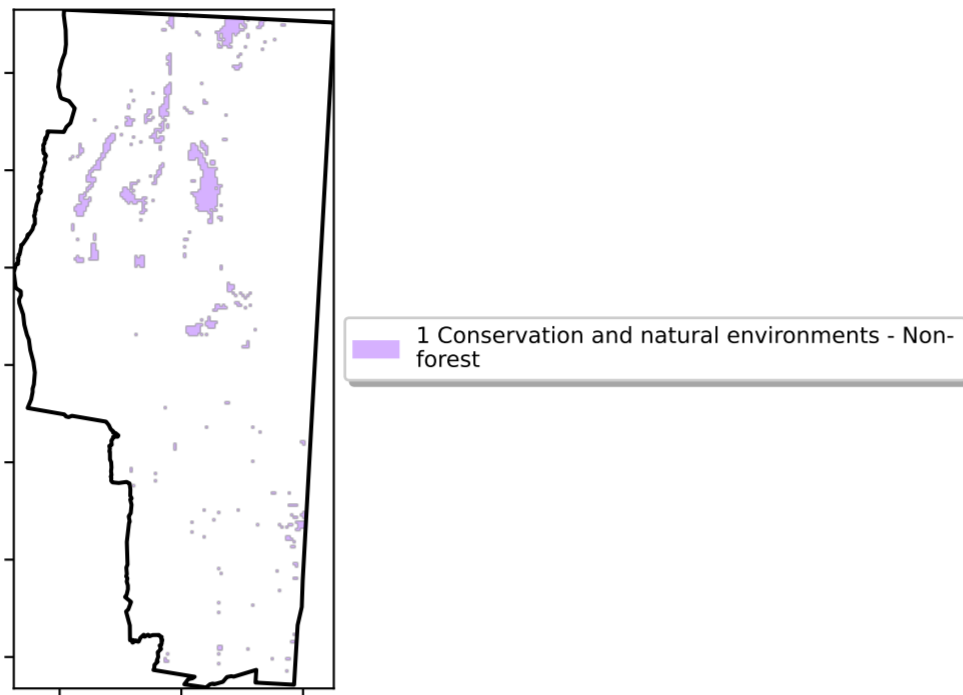 1 Conservation and natural environments - Non-
forest